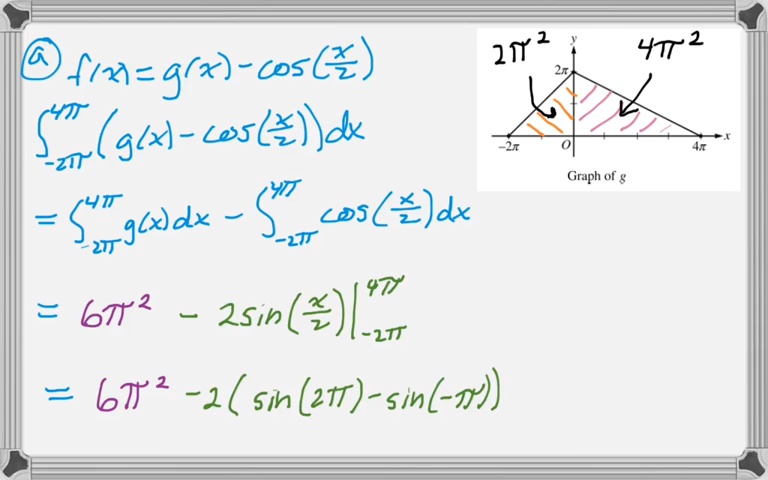 ⓐ f(x) = g(x) − cos(x/2)
∫_{-2π}^{4π} (g(x) − cos(x/2)) dx
= ∫_{-2π}^{4π} g(x) dx − ∫_{-2π}^{4π} cos(x/2) dx
= 6π² − 2sin(x/2) |_{-2π}^{4π}
= 6π² − 2(sin(2π) − sin(−π))
2π² 4π²
y
2π
−2π O 4π x
Graph of g